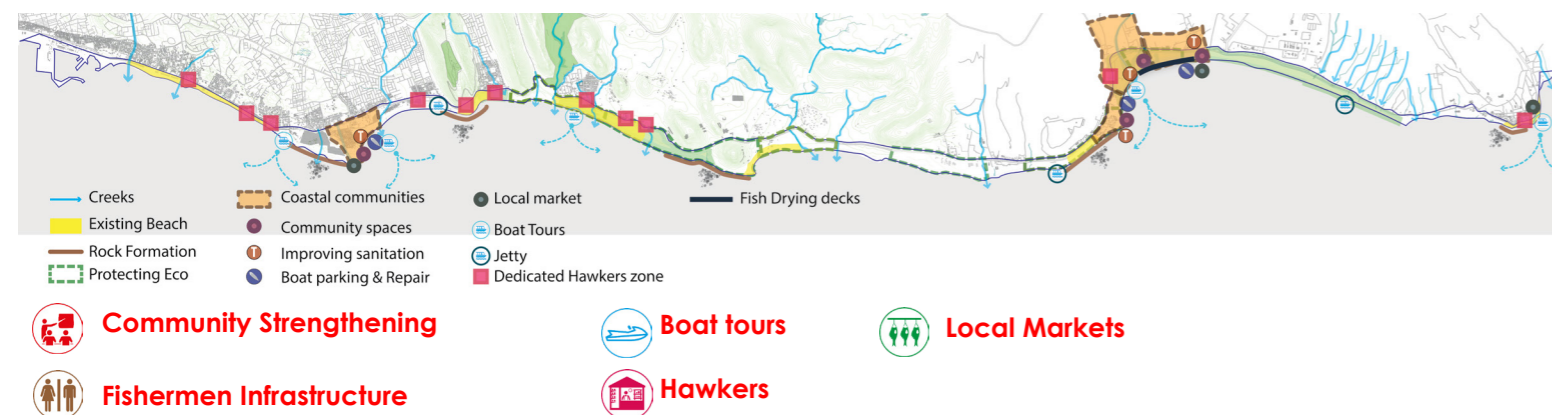 Creeks
Existing Beach
Rock Formation
Protecting Eco
Coastal communities
Community spaces
Improving sanitation
Boat parking & Repair
Local market
Boat Tours
Jetty
Dedicated Hawkers zone
Fish Drying decks
Community Strengthening
Fishermen Infrastructure
Boat tours
Hawkers
Local Markets